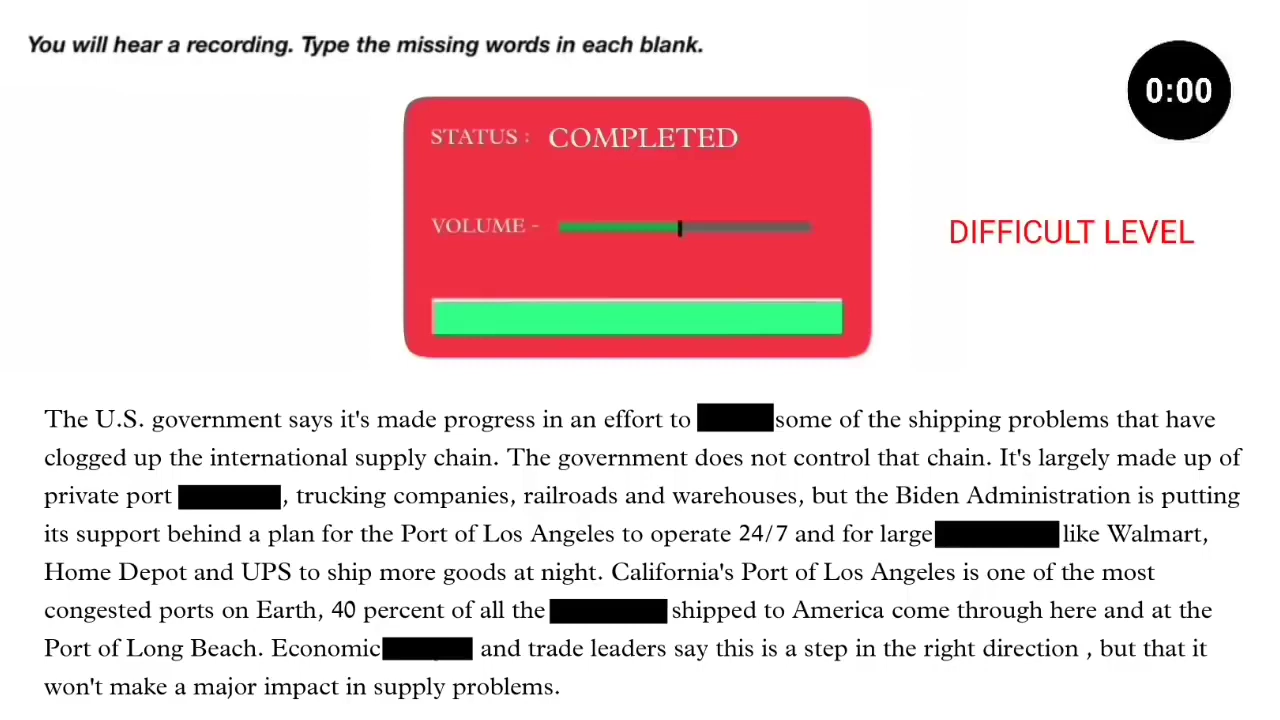 You will hear a recording. Type the missing words in each blank.
0:00
STATUS : COMPLETED
VOLUME -
DIFFICULT LEVEL
The U.S. government says it's made progress in an effort to some of the shipping problems that have
clogged up the international supply chain. The government does not control that chain. It's largely made up of
private port , trucking companies, railroads and warehouses, but the Biden Administration is putting
its support behind a plan for the Port of Los Angeles to operate 24/7 and for large like Walmart,
Home Depot and UPS to ship more goods at night. California's Port of Los Angeles is one of the most
congested ports on Earth, 40 percent of all the shipped to America come through here and at the
Port of Long Beach. Economic and trade leaders say this is a step in the right direction , but that it
won't make a major impact in supply problems.